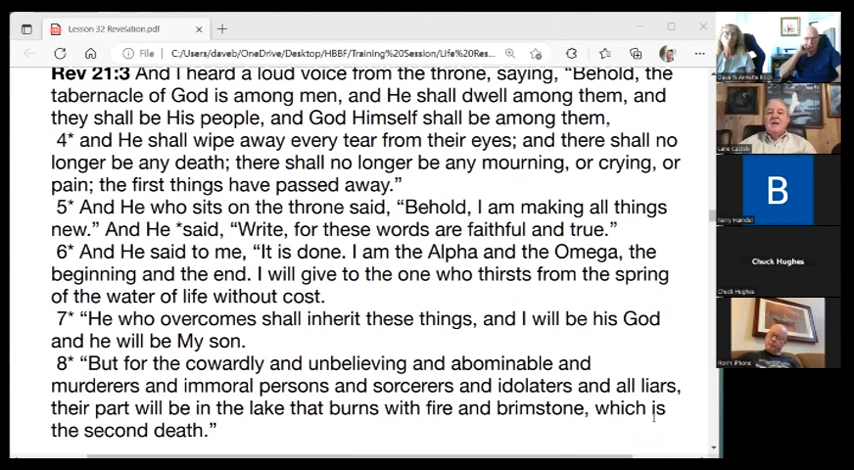 Lesson 32 Revelation.pdf
File
C:/Users/daveb/OneDrive/Desktop/HBBF/Training%20Session/Life%20Res...
Rev 21:3 And I heard a loud voice from the throne, saying, “Behold, the
tabernacle of God is among men, and He shall dwell among them, and
they shall be His people, and God Himself shall be among them,
4* and He shall wipe away every tear from their eyes; and there shall no
longer be any death; there shall no longer be any mourning, or crying, or
pain; the first things have passed away.”
5* And He who sits on the throne said, “Behold, I am making all things
new.” And He *said, “Write, for these words are faithful and true.”
6* And He said to me, “It is done. I am the Alpha and the Omega, the
beginning and the end. I will give to the one who thirsts from the spring
of the water of life without cost.
7* “He who overcomes shall inherit these things, and I will be his God
and he will be My son.
8* “But for the cowardly and unbelieving and abominable and
murderers and immoral persons and sorcerers and idolaters and all liars,
their part will be in the lake that burns with fire and brimstone, which is
the second death.”
B
Chuck Hughes
Chuck Hughes
Ron's iPhone